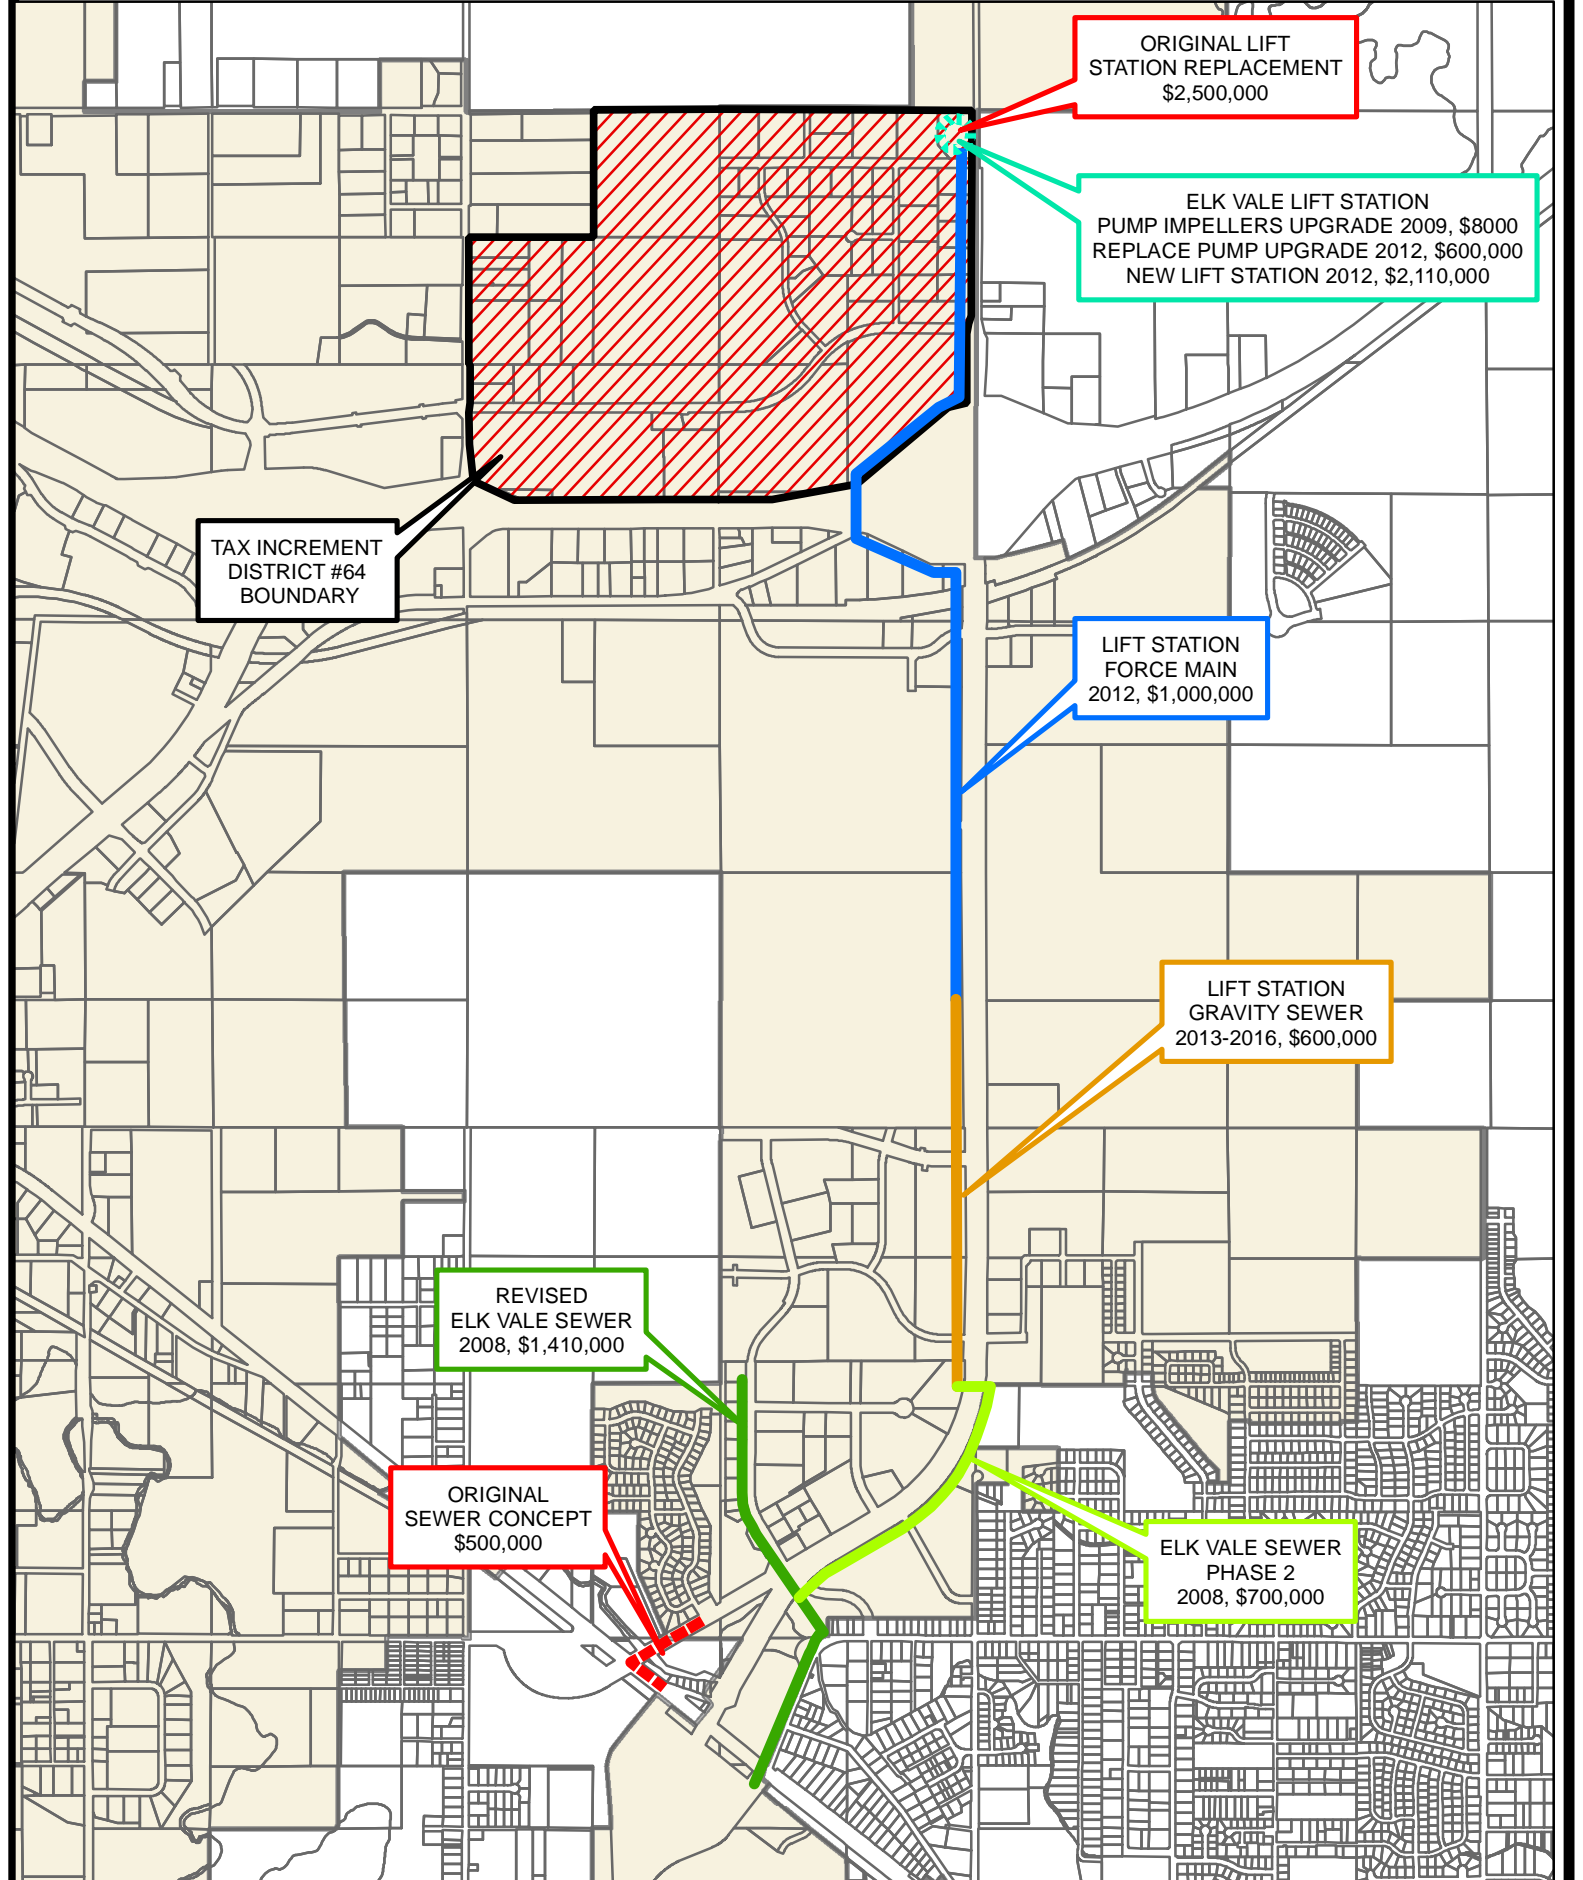 ORIGINAL LIFT
STATION REPLACEMENT
$2,500,000
ELK VALE LIFT STATION
PUMP IMPELLERS UPGRADE 2009, $8000
REPLACE PUMP UPGRADE 2012, $600,000
NEW LIFT STATION 2012, $2,110,000
TAX INCREMENT
DISTRICT #64
BOUNDARY
LIFT STATION
FORCE MAIN
2012, $1,000,000
LIFT STATION
GRAVITY SEWER
2013-2016, $600,000
REVISED
ELK VALE SEWER
2008, $1,410,000
ORIGINAL
SEWER CONCEPT
$500,000
ELK VALE SEWER
PHASE 2
2008, $700,000